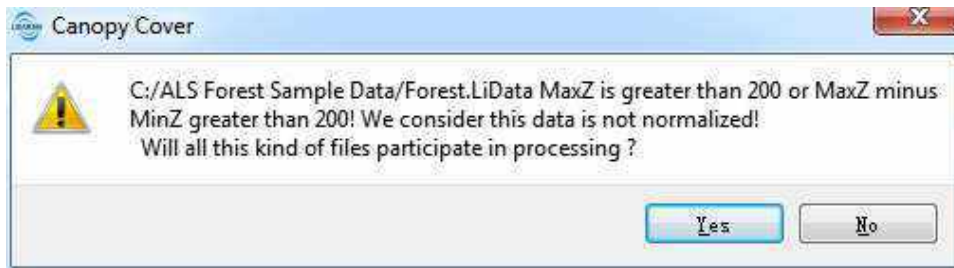 Canopy Cover
C:/ALS Forest Sample Data/Forest.LiData MaxZ is greater than 200 or MaxZ minus
MinZ greater than 200! We consider this data is not normalized!
Will all this kind of files participate in processing ?
Yes
No